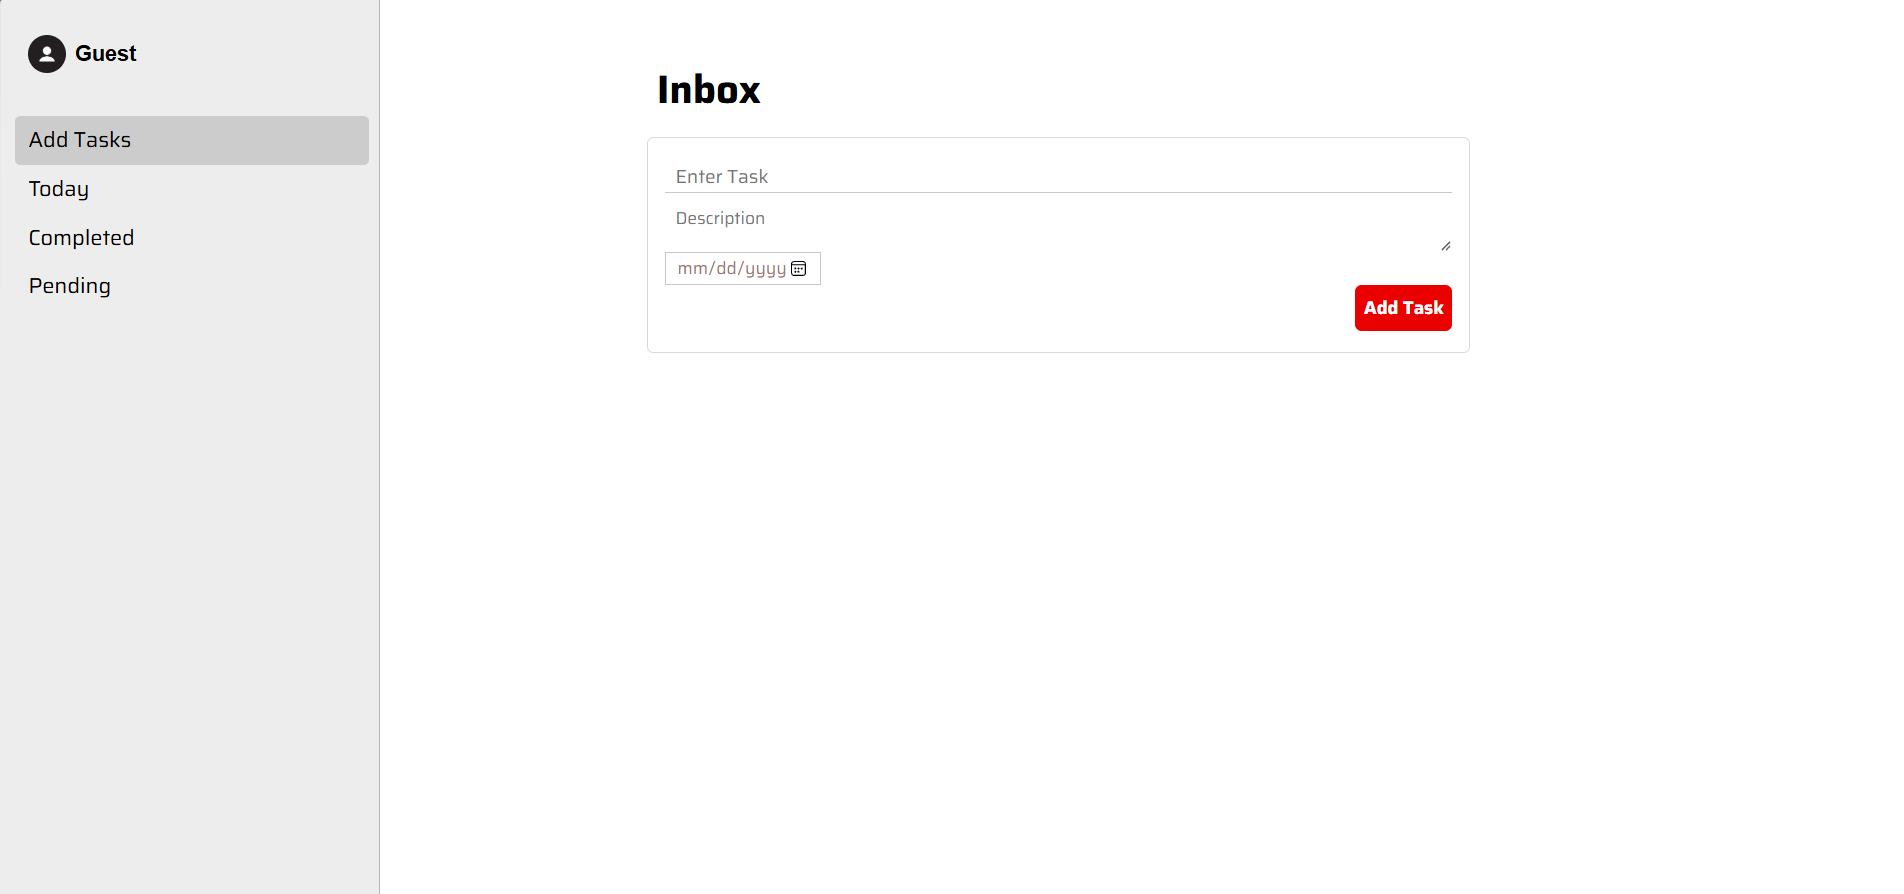 Guest
Add Tasks
Today
Completed
Pending
Inbox
Enter Task
Description
mm/dd/yyyy
Add Task